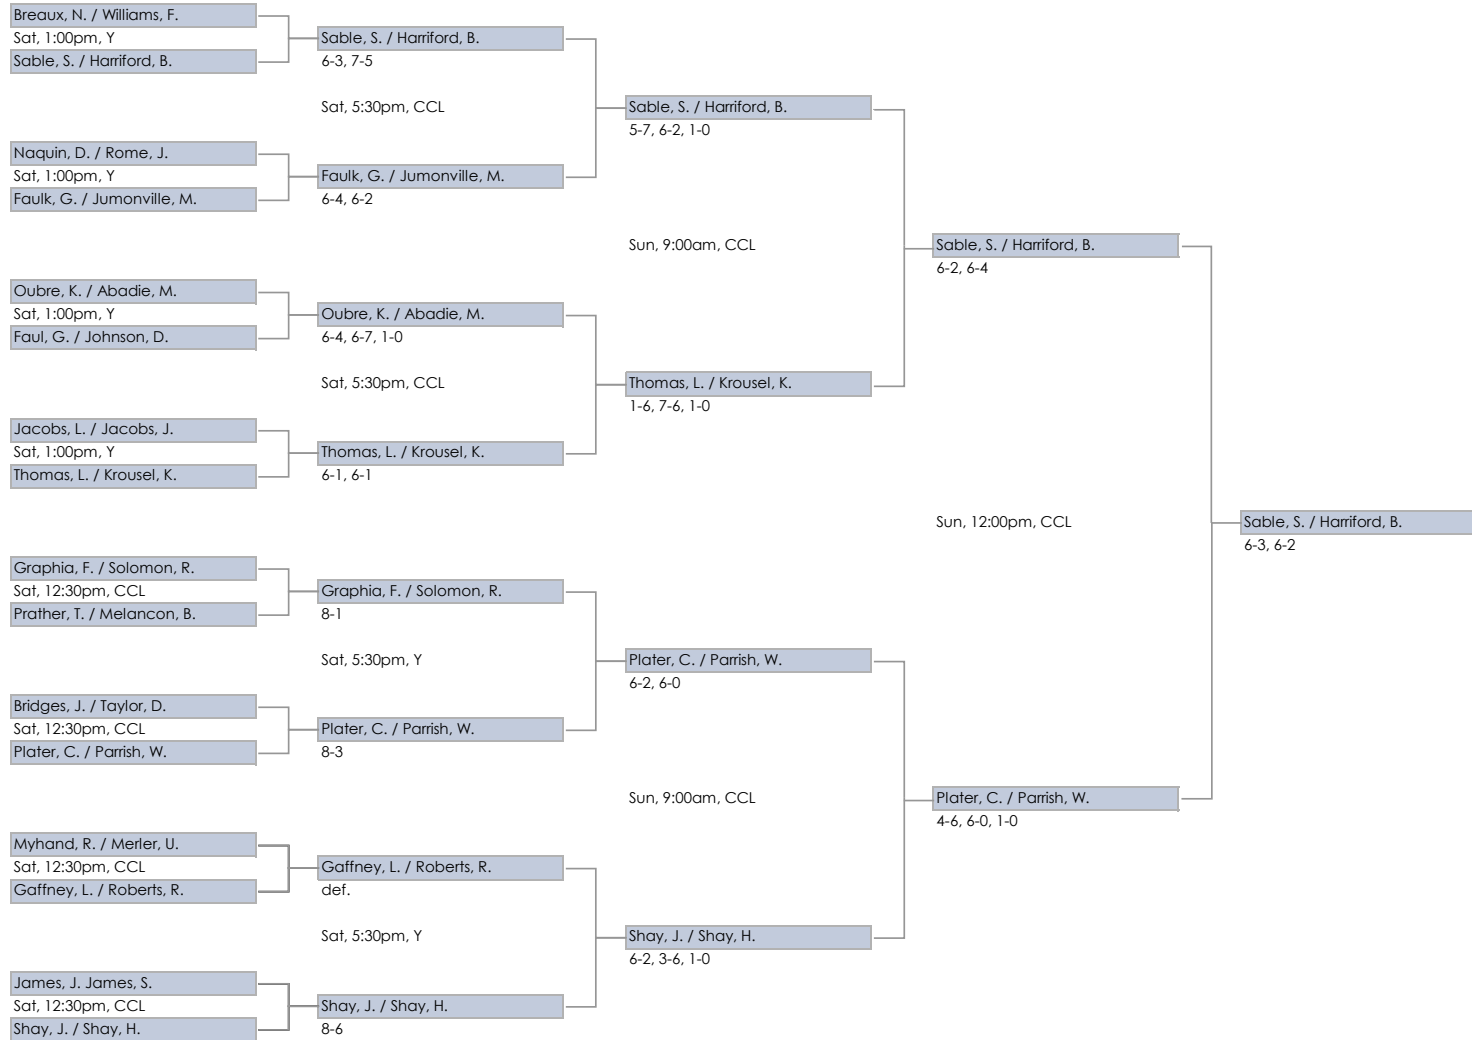 Breaux, N. / Williams, F.
Sat, 1:00pm, Y
Sable, S. / Harriford, B.
Sable, S. / Harriford, B.
6-3, 7-5
Sat, 5:30pm, CCL
Sable, S. / Harriford, B.
5-7, 6-2, 1-0
Naquin, D. / Rome, J.
Sat, 1:00pm, Y
Faulk, G. / Jumonville, M.
Faulk, G. / Jumonville, M.
6-4, 6-2
Sun, 9:00am, CCL
Sable, S. / Harriford, B.
6-2, 6-4
Oubre, K. / Abadie, M.
Sat, 1:00pm, Y
Faul, G. / Johnson, D.
Oubre, K. / Abadie, M.
6-4, 6-7, 1-0
Sat, 5:30pm, CCL
Thomas, L. / Krousel, K.
1-6, 7-6, 1-0
Jacobs, L. / Jacobs, J.
Sat, 1:00pm, Y
Thomas, L. / Krousel, K.
Thomas, L. / Krousel, K.
6-1, 6-1
Sun, 12:00pm, CCL
Sable, S. / Harriford, B.
6-3, 6-2
Graphia, F. / Solomon, R.
Sat, 12:30pm, CCL
Prather, T. / Melancon, B.
Graphia, F. / Solomon, R.
8-1
Sat, 5:30pm, Y
Plater, C. / Parrish, W.
6-2, 6-0
Bridges, J. / Taylor, D.
Sat, 12:30pm, CCL
Plater, C. / Parrish, W.
Plater, C. / Parrish, W.
8-3
Sun, 9:00am, CCL
Plater, C. / Parrish, W.
4-6, 6-0, 1-0
Myhand, R. / Merler, U.
Sat, 12:30pm, CCL
Gaffney, L. / Roberts, R.
Gaffney, L. / Roberts, R.
def.
Sat, 5:30pm, Y
Shay, J. / Shay, H.
6-2, 3-6, 1-0
James, J. James, S.
Sat, 12:30pm, CCL
Shay, J. / Shay, H.
Shay, J. / Shay, H.
8-6